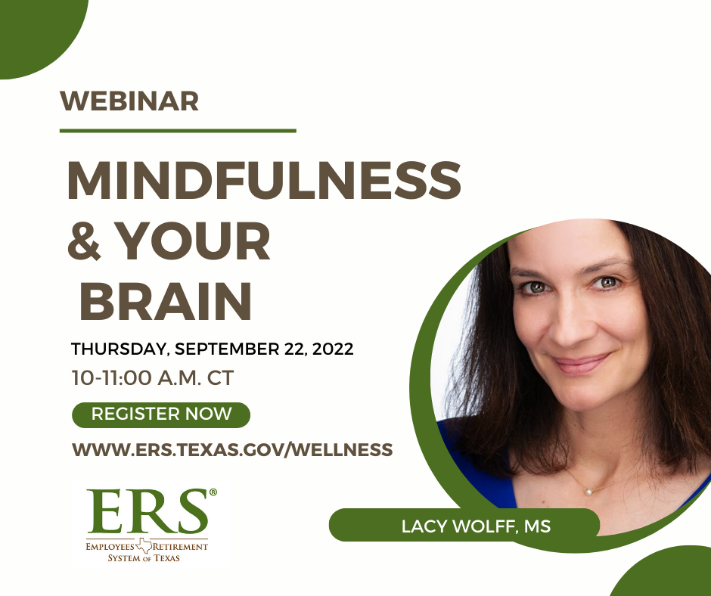 WEBINAR
MINDFULNESS
& YOUR
BRAIN
THURSDAY, SEPTEMBER 22, 2022
10-11:00 A.M. CT
REGISTER NOW
WWW.ERS.TEXAS.GOV/WELLNESS
ERS®
EMPLOYEES RETIREMENT
SYSTEM OF TEXAS
LACY WOLFF, MS